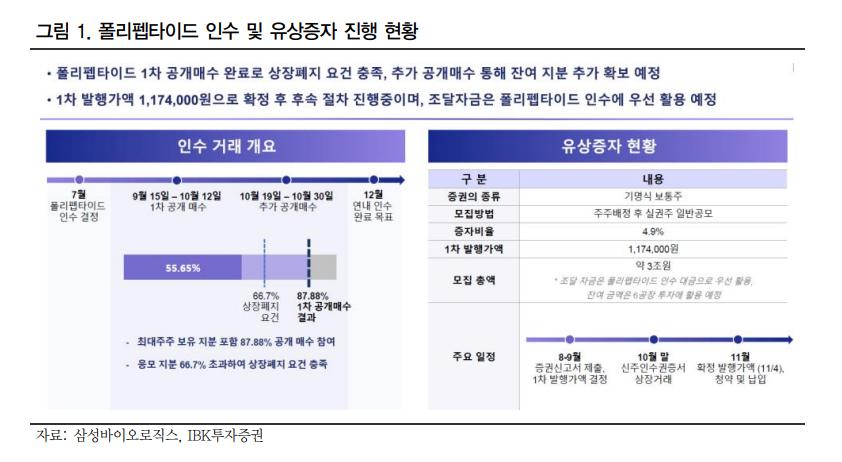 그림 1. 폴리펩타이드 인수 및 유상증자 진행 현황
• 폴리펩타이드 1차 공개매수 완료로 상장폐지 요건 충족, 추가 공개매수 통해 잔여 지분 추가 확보 예정
• 1차 발행가액 1,174,000원으로 확정 후 후속 절차 진행중이며, 조달자금은 폴리펩타이드 인수에 우선 활용 예정
인수 거래 개요
7월
폴리펩타이드
인수 결정
9월 15일 – 10월 12일
1차 공개 매수
10월 19일 – 10월 30일
추가 공개매수
12월
연내 인수
완료 목표
55.65%
66.7%
상장폐지
요건
87.88%
1차 공개매수
결과
- 최대주주 보유 지분 포함 87.88% 공개 매수 참여
- 응모 지분 66.7% 초과하여 상장폐지 요건 충족
유상증자 현황
구 분 내용
증권의 종류 기명식 보통주
모집방법 주주배정 후 실권주 일반공모
증자비율 4.9%
1차 발행가액 1,174,000원
모집 총액 약 3조원
* 조달 자금은 폴리펩타이드 인수 대금으로 우선 활용,
잔여 금액은 6공장 투자에 활용 예정
주요 일정
8-9월
증권신고서 제출,
1차 발행가액 결정
10월 말
신주인수권증서
상장거래
11월
확정 발행가액 (11/4),
청약 및 납입
자료: 삼성바이오로직스, IBK투자증권